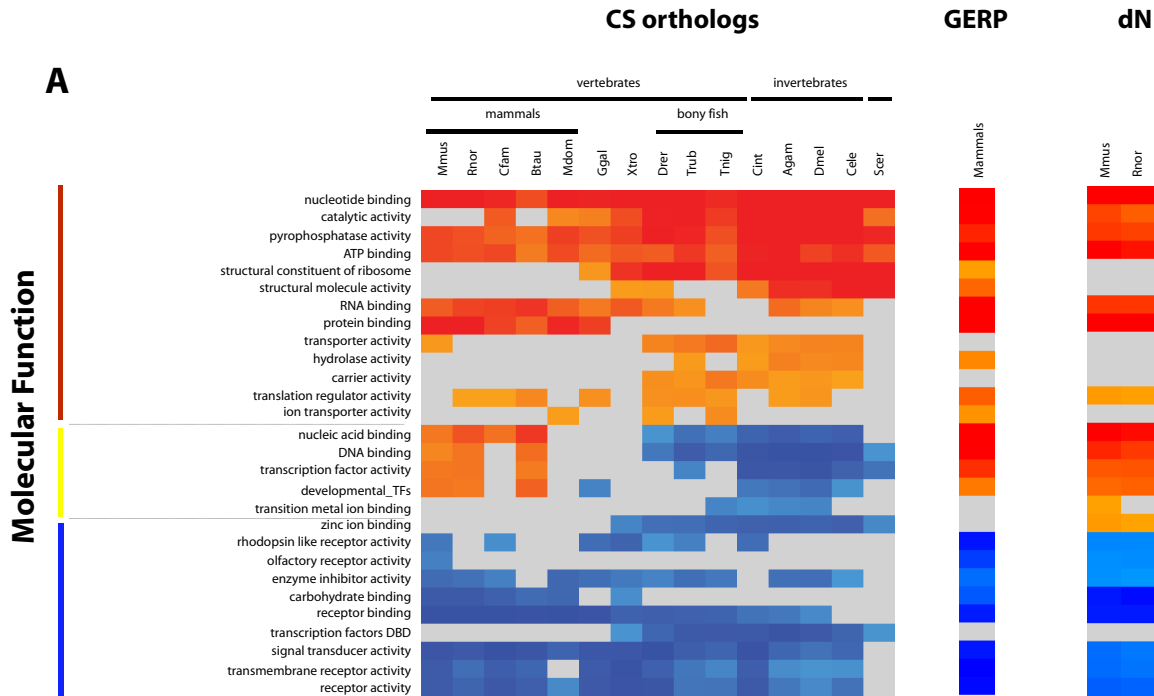 CS orthologs GERP dN
A
vertebrates invertebrates
mammals bony fish
Mmus Rnor Cfam Btau Mdom Ggal Xtro Drer Trub Tnig Cint Agam Dmel Cele Scer Mammals Mmus Rnor
Molecular Function
nucleotide binding
catalytic activity
pyrophosphatase activity
ATP binding
structural constituent of ribosome
structural molecule activity
RNA binding
protein binding
transporter activity
hydrolase activity
carrier activity
translation regulator activity
ion transporter activity
nucleic acid binding
DNA binding
transcription factor activity
developmental_TFs
transition metal ion binding
zinc ion binding
rhodopsin like receptor activity
olfactory receptor activity
enzyme inhibitor activity
carbohydrate binding
receptor binding
transcription factors DBD
signal transducer activity
transmembrane receptor activity
receptor activity